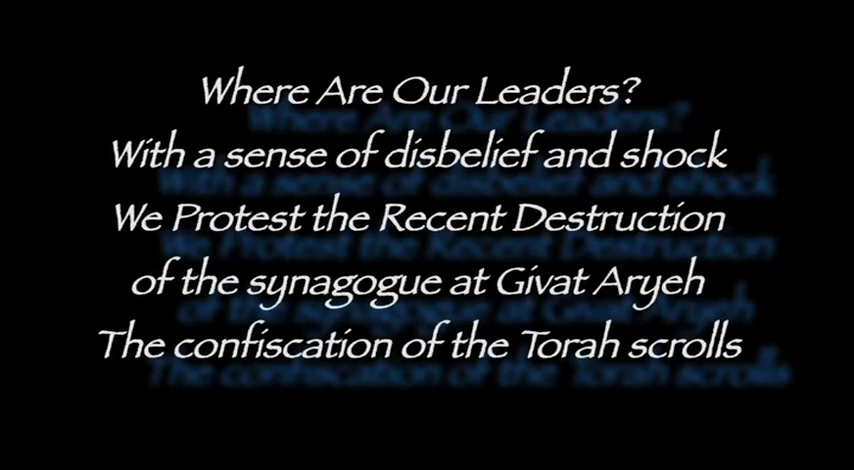 Where Are Our Leaders?
With a sense of disbelief and shock
We Protest the Recent Destruction
of the synagogue at Givat Aryeh
The confiscation of the Torah scrolls